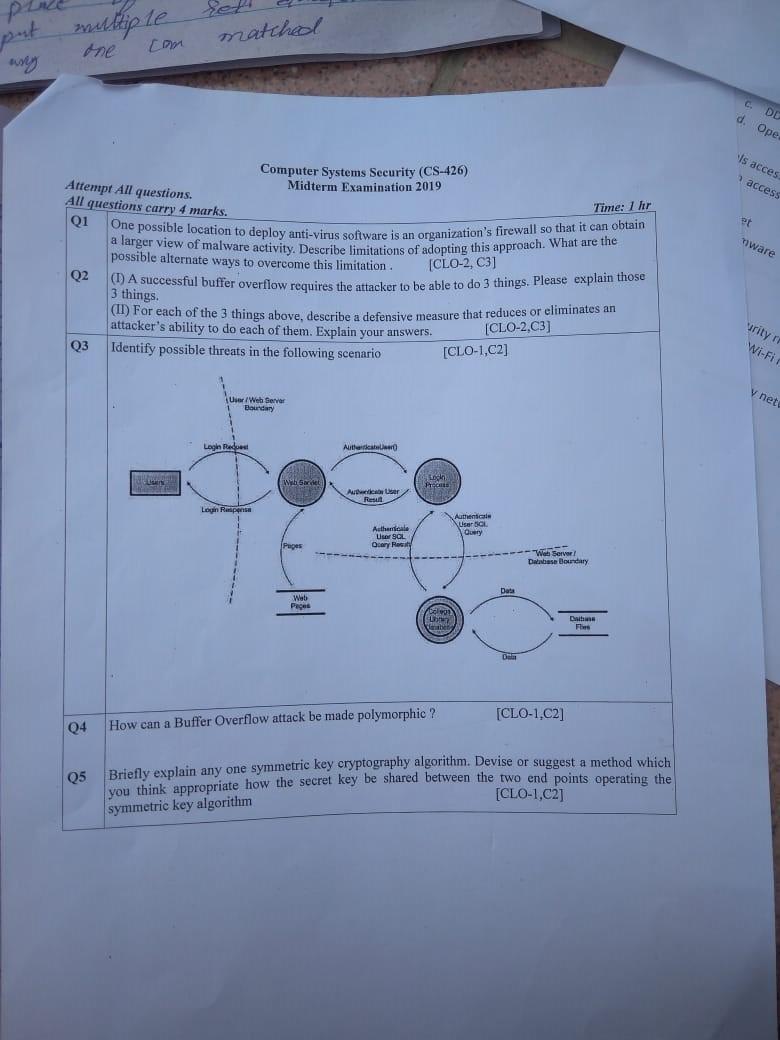 put multiple
any one can matched
c. DD
d. Ope
ls access
access
et
mware
urity
Wi-Fi
y net
Computer Systems Security (CS-426)
Midterm Examination 2019
Attempt All questions.
All questions carry 4 marks.
Time: 1 hr
Q1 One possible location to deploy anti-virus software is an organization's firewall so that it can obtain
a larger view of malware activity. Describe limitations of adopting this approach. What are the
possible alternate ways to overcome this limitation . [CLO-2, C3]
Q2 (I) A successful buffer overflow requires the attacker to be able to do 3 things. Please explain those
3 things.
(II) For each of the 3 things above, describe a defensive measure that reduces or eliminates an
attacker's ability to do each of them. Explain your answers. [CLO-2,C3]
Q3 Identify possible threats in the following scenario [CLO-1,C2]
User / Web Server
Boundary
Login Request
AuthenticateUser()
Users
Web Servlet
Login
Process
Authenticate User
Result
Login Response
Authenticate
User SQL
Query
Authenticate
User SQL
Query Result
Pages
Web Server /
Database Boundary
Web
Pages
Data
College
Library
Database
Datbase
Files
Data
Q4 How can a Buffer Overflow attack be made polymorphic ? [CLO-1,C2]
Q5 Briefly explain any one symmetric key cryptography algorithm. Devise or suggest a method which
you think appropriate how the secret key be shared between the two end points operating the
symmetric key algorithm [CLO-1,C2]